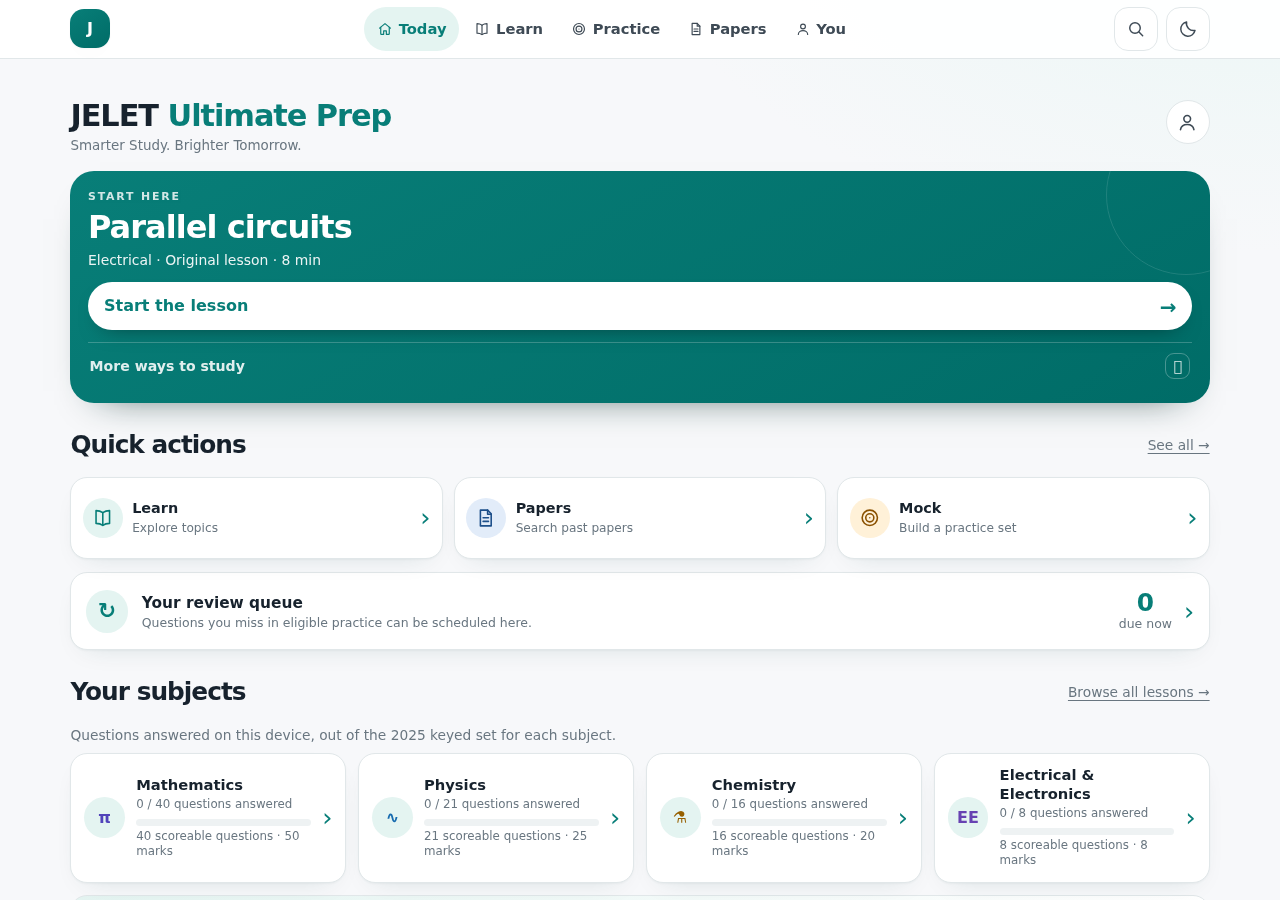 J
Today
Learn
Practice
Papers
You
JELET Ultimate Prep
Smarter Study. Brighter Tomorrow.
START HERE
Parallel circuits
Electrical · Original lesson · 8 min
Start the lesson →
More ways to study
Quick actions
See all →
Learn
Explore topics
Papers
Search past papers
Mock
Build a practice set
Your review queue
Questions you miss in eligible practice can be scheduled here.
0
due now
Your subjects
Browse all lessons →
Questions answered on this device, out of the 2025 keyed set for each subject.
π
Mathematics
0 / 40 questions answered
40 scoreable questions · 50
marks
∿
Physics
0 / 21 questions answered
21 scoreable questions · 25
marks
Chemistry
0 / 16 questions answered
16 scoreable questions · 20
marks
EE
Electrical &
Electronics
0 / 8 questions answered
8 scoreable questions · 8
marks